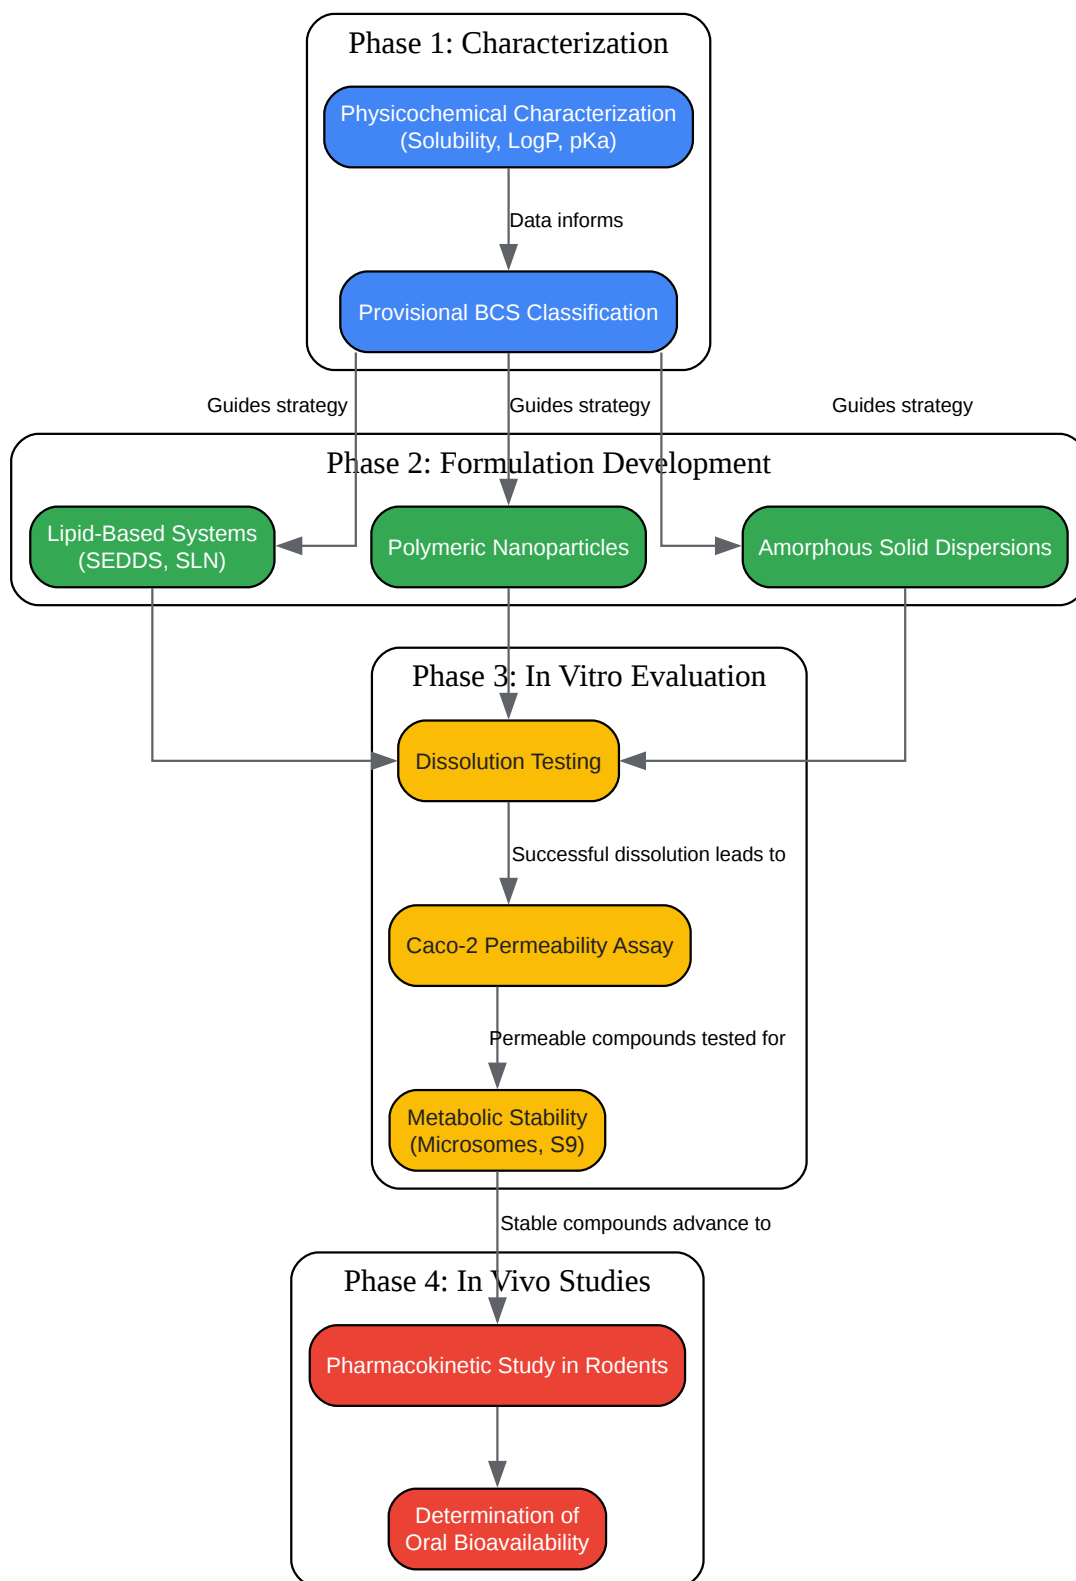 Phase 1: Characterization
Physicochemical Characterization
(Solubility, LogP, pKa)
Data informs
Provisional BCS Classification
Guides strategy
Guides strategy
Guides strategy
Phase 2: Formulation Development
Lipid-Based Systems
(SEDDS, SLN)
Polymeric Nanoparticles
Amorphous Solid Dispersions
Phase 3: In Vitro Evaluation
Dissolution Testing
Successful dissolution leads to
Caco-2 Permeability Assay
Permeable compounds tested for
Metabolic Stability
(Microsomes, S9)
Stable compounds advance to
Phase 4: In Vivo Studies
Pharmacokinetic Study in Rodents
Determination of
Oral Bioavailability